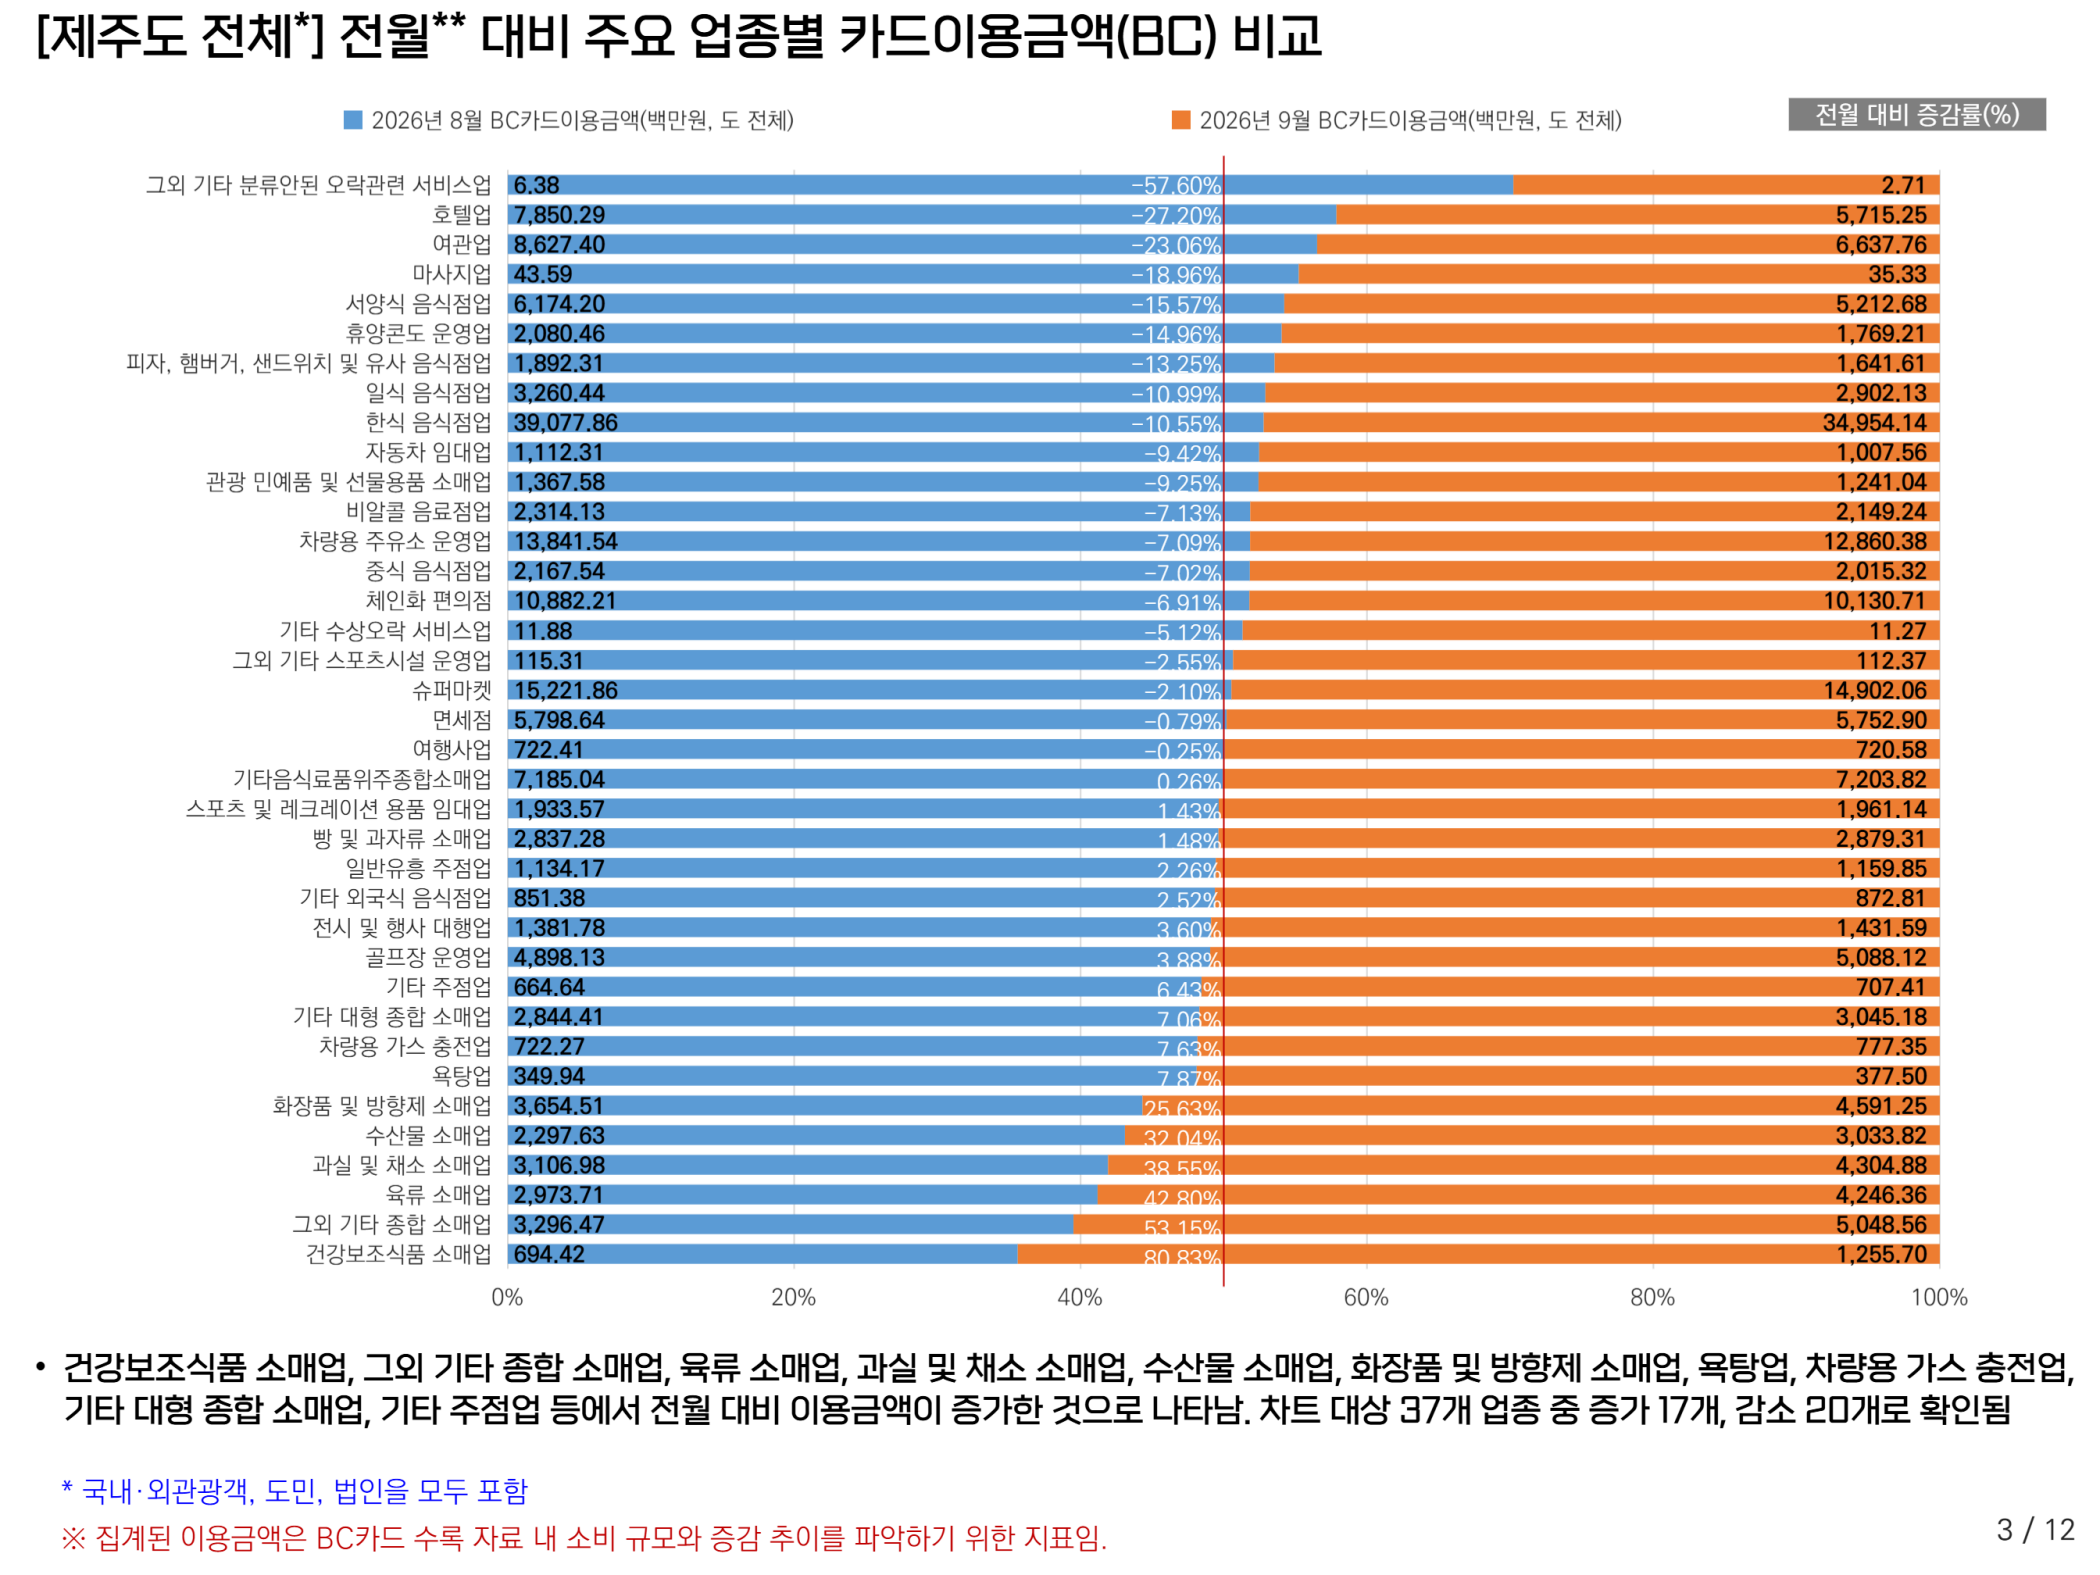 [제주도 전체*] 전월** 대비 주요 업종별 카드이용금액(BC) 비교
2026년 8월 BC카드이용금액(백만원, 도 전체) 2026년 9월 BC카드이용금액(백만원, 도 전체) 전월 대비 증감률(%)
그외 기타 분류안된 오락관련 서비스업 6.38 -57.60% 2.71
호텔업 7,850.29 -27.20% 5,715.25
여관업 8,627.40 -23.06% 6,637.76
마사지업 43.59 -18.96% 35.33
서양식 음식점업 6,174.20 -15.57% 5,212.68
휴양콘도 운영업 2,080.46 -14.96% 1,769.21
피자, 햄버거, 샌드위치 및 유사 음식점업 1,892.31 -13.25% 1,641.61
일식 음식점업 3,260.44 -10.99% 2,902.13
한식 음식점업 39,077.86 -10.55% 34,954.14
자동차 임대업 1,112.31 -9.42% 1,007.56
관광 민예품 및 선물용품 소매업 1,367.58 -9.25% 1,241.04
비알콜 음료점업 2,314.13 -7.13% 2,149.24
차량용 주유소 운영업 13,841.54 -7.09% 12,860.38
중식 음식점업 2,167.54 -7.02% 2,015.32
체인화 편의점 10,882.21 -6.91% 10,130.71
기타 수상오락 서비스업 11.88 -5.12% 11.27
그외 기타 스포츠시설 운영업 115.31 -2.55% 112.37
슈퍼마켓 15,221.86 -2.10% 14,902.06
면세점 5,798.64 -0.79% 5,752.90
여행사업 722.41 -0.25% 720.58
기타음식료품위주종합소매업 7,185.04 0.26% 7,203.82
스포츠 및 레크레이션 용품 임대업 1,933.57 1.43% 1,961.14
빵 및 과자류 소매업 2,837.28 1.48% 2,879.31
일반유흥 주점업 1,134.17 2.26% 1,159.85
기타 외국식 음식점업 851.38 2.52% 872.81
전시 및 행사 대행업 1,381.78 3.60% 1,431.59
골프장 운영업 4,898.13 3.88% 5,088.12
기타 주점업 664.64 6.43% 707.41
기타 대형 종합 소매업 2,844.41 7.06% 3,045.18
차량용 가스 충전업 722.27 7.63% 777.35
욕탕업 349.94 7.87% 377.50
화장품 및 방향제 소매업 3,654.51 25.63% 4,591.25
수산물 소매업 2,297.63 32.04% 3,033.82
과실 및 채소 소매업 3,106.98 38.55% 4,304.88
육류 소매업 2,973.71 42.80% 4,246.36
그외 기타 종합 소매업 3,296.47 53.15% 5,048.56
건강보조식품 소매업 694.42 80.83% 1,255.70
0% 20% 40% 60% 80% 100%
• 건강보조식품 소매업, 그외 기타 종합 소매업, 육류 소매업, 과실 및 채소 소매업, 수산물 소매업, 화장품 및 방향제 소매업, 욕탕업, 차량용 가스 충전업,
기타 대형 종합 소매업, 기타 주점업 등에서 전월 대비 이용금액이 증가한 것으로 나타남. 차트 대상 37개 업종 중 증가 17개, 감소 20개로 확인됨
* 국내·외관광객, 도민, 법인을 모두 포함
※ 집계된 이용금액은 BC카드 수록 자료 내 소비 규모와 증감 추이를 파악하기 위한 지표임.
3 / 12